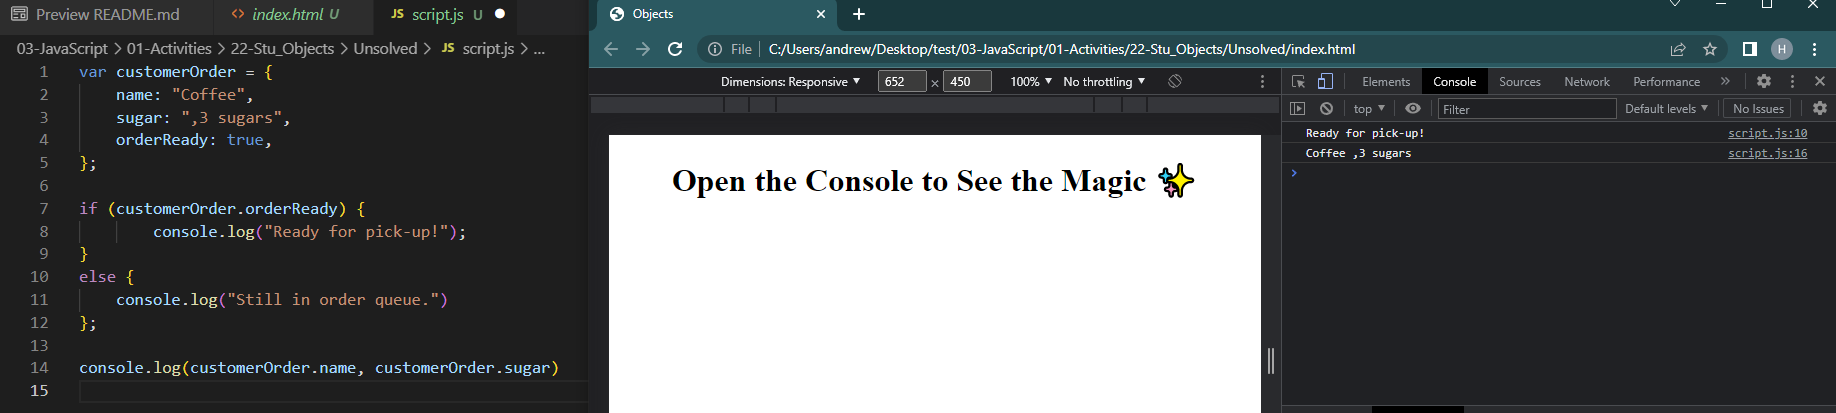 Preview README.md
index.html U
JS script.js U
03-JavaScript > 01-Activities > 22-Stu_Objects > Unsolved > JS script.js > ...
1 var customerOrder = {
2 name: "Coffee",
3 sugar: ",3 sugars",
4 orderReady: true,
5 };
6
7 if (customerOrder.orderReady) {
8 console.log("Ready for pick-up!");
9 }
10 else {
11 console.log("Still in order queue.")
12 };
13
14 console.log(customerOrder.name, customerOrder.sugar)
15
Objects
File C:/Users/andrew/Desktop/test/03-JavaScript/01-Activities/22-Stu_Objects/Unsolved/index.html
H
Dimensions: Responsive 652 × 450 100% No throttling
Open the Console to See the Magic
Elements Console Sources Network Performance »
top Filter Default levels No Issues
Ready for pick-up! script.js:10
Coffee ,3 sugars script.js:16